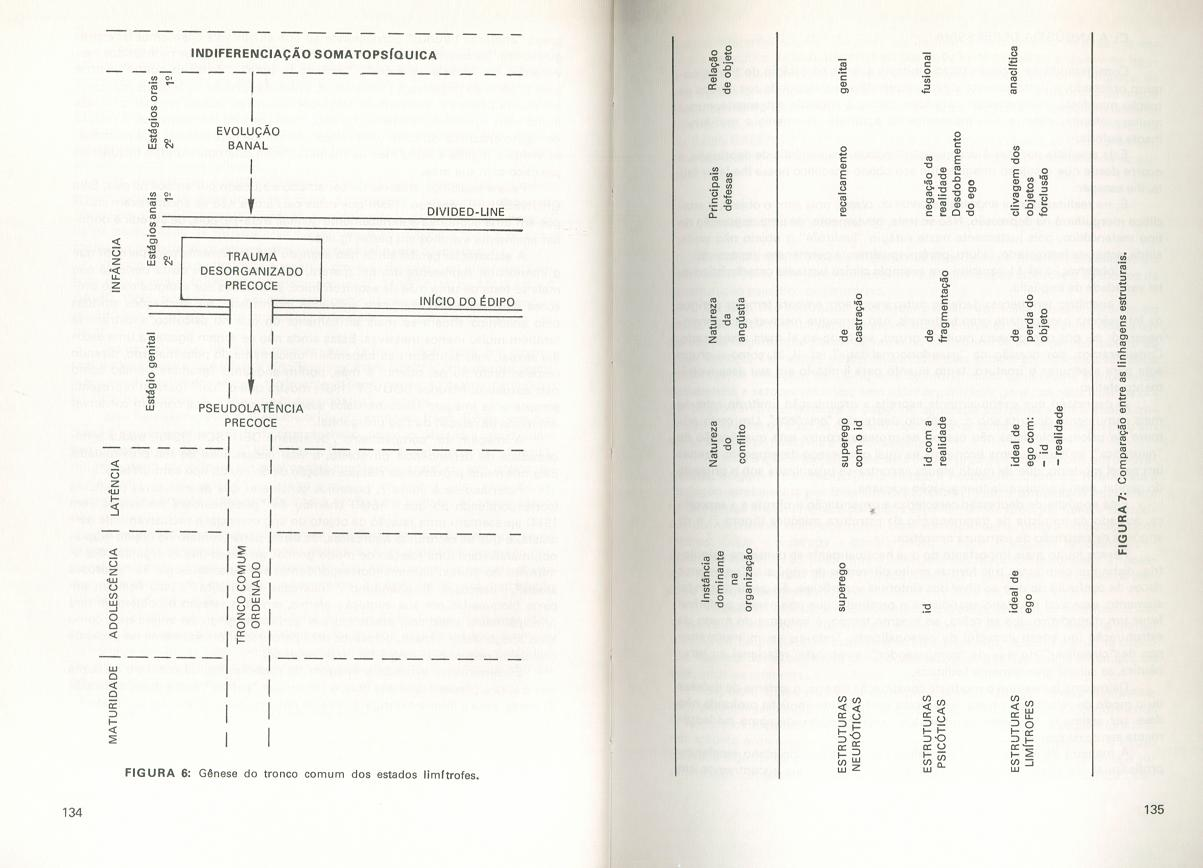 INDIFERENCIAÇÃO SOMATOPSÍQUICA
Estágios orais
1º
2º
EVOLUÇÃO
BANAL
Estágios anais
1º
2º
DIVIDED-LINE
INFÂNCIA
TRAUMA
DESORGANIZADO
PRECOCE
INÍCIO DO ÉDIPO
Estágio genital
PSEUDOLATÊNCIA
PRECOCE
LATÊNCIA
ADOLESCÊNCIA
TRONCO COMUM
ORDENADO
MATURIDADE
FIGURA 6: Gênese do tronco comum dos estados limítrofes.
134
Instância
dominante
na
organização
Natureza
do
conflito
Natureza
da
angústia
Principais
defesas
Relação
de objeto
ESTRUTURAS
NEURÓTICAS
superego
superego
com o id
de
castração
recalcamento
genital
ESTRUTURAS
PSICÓTICAS
id
id com a
realidade
de
fragmentação
negação da
realidade
Desdobramento
do ego
fusional
ESTRUTURAS
LIMÍTROFES
ideal de
ego
ideal de
ego com:
– id
– realidade
de
perda do
objeto
clivagem dos
objetos
forclusão
anaclítica
FIGURA 7: Comparação entre as linhagens estruturais.
135